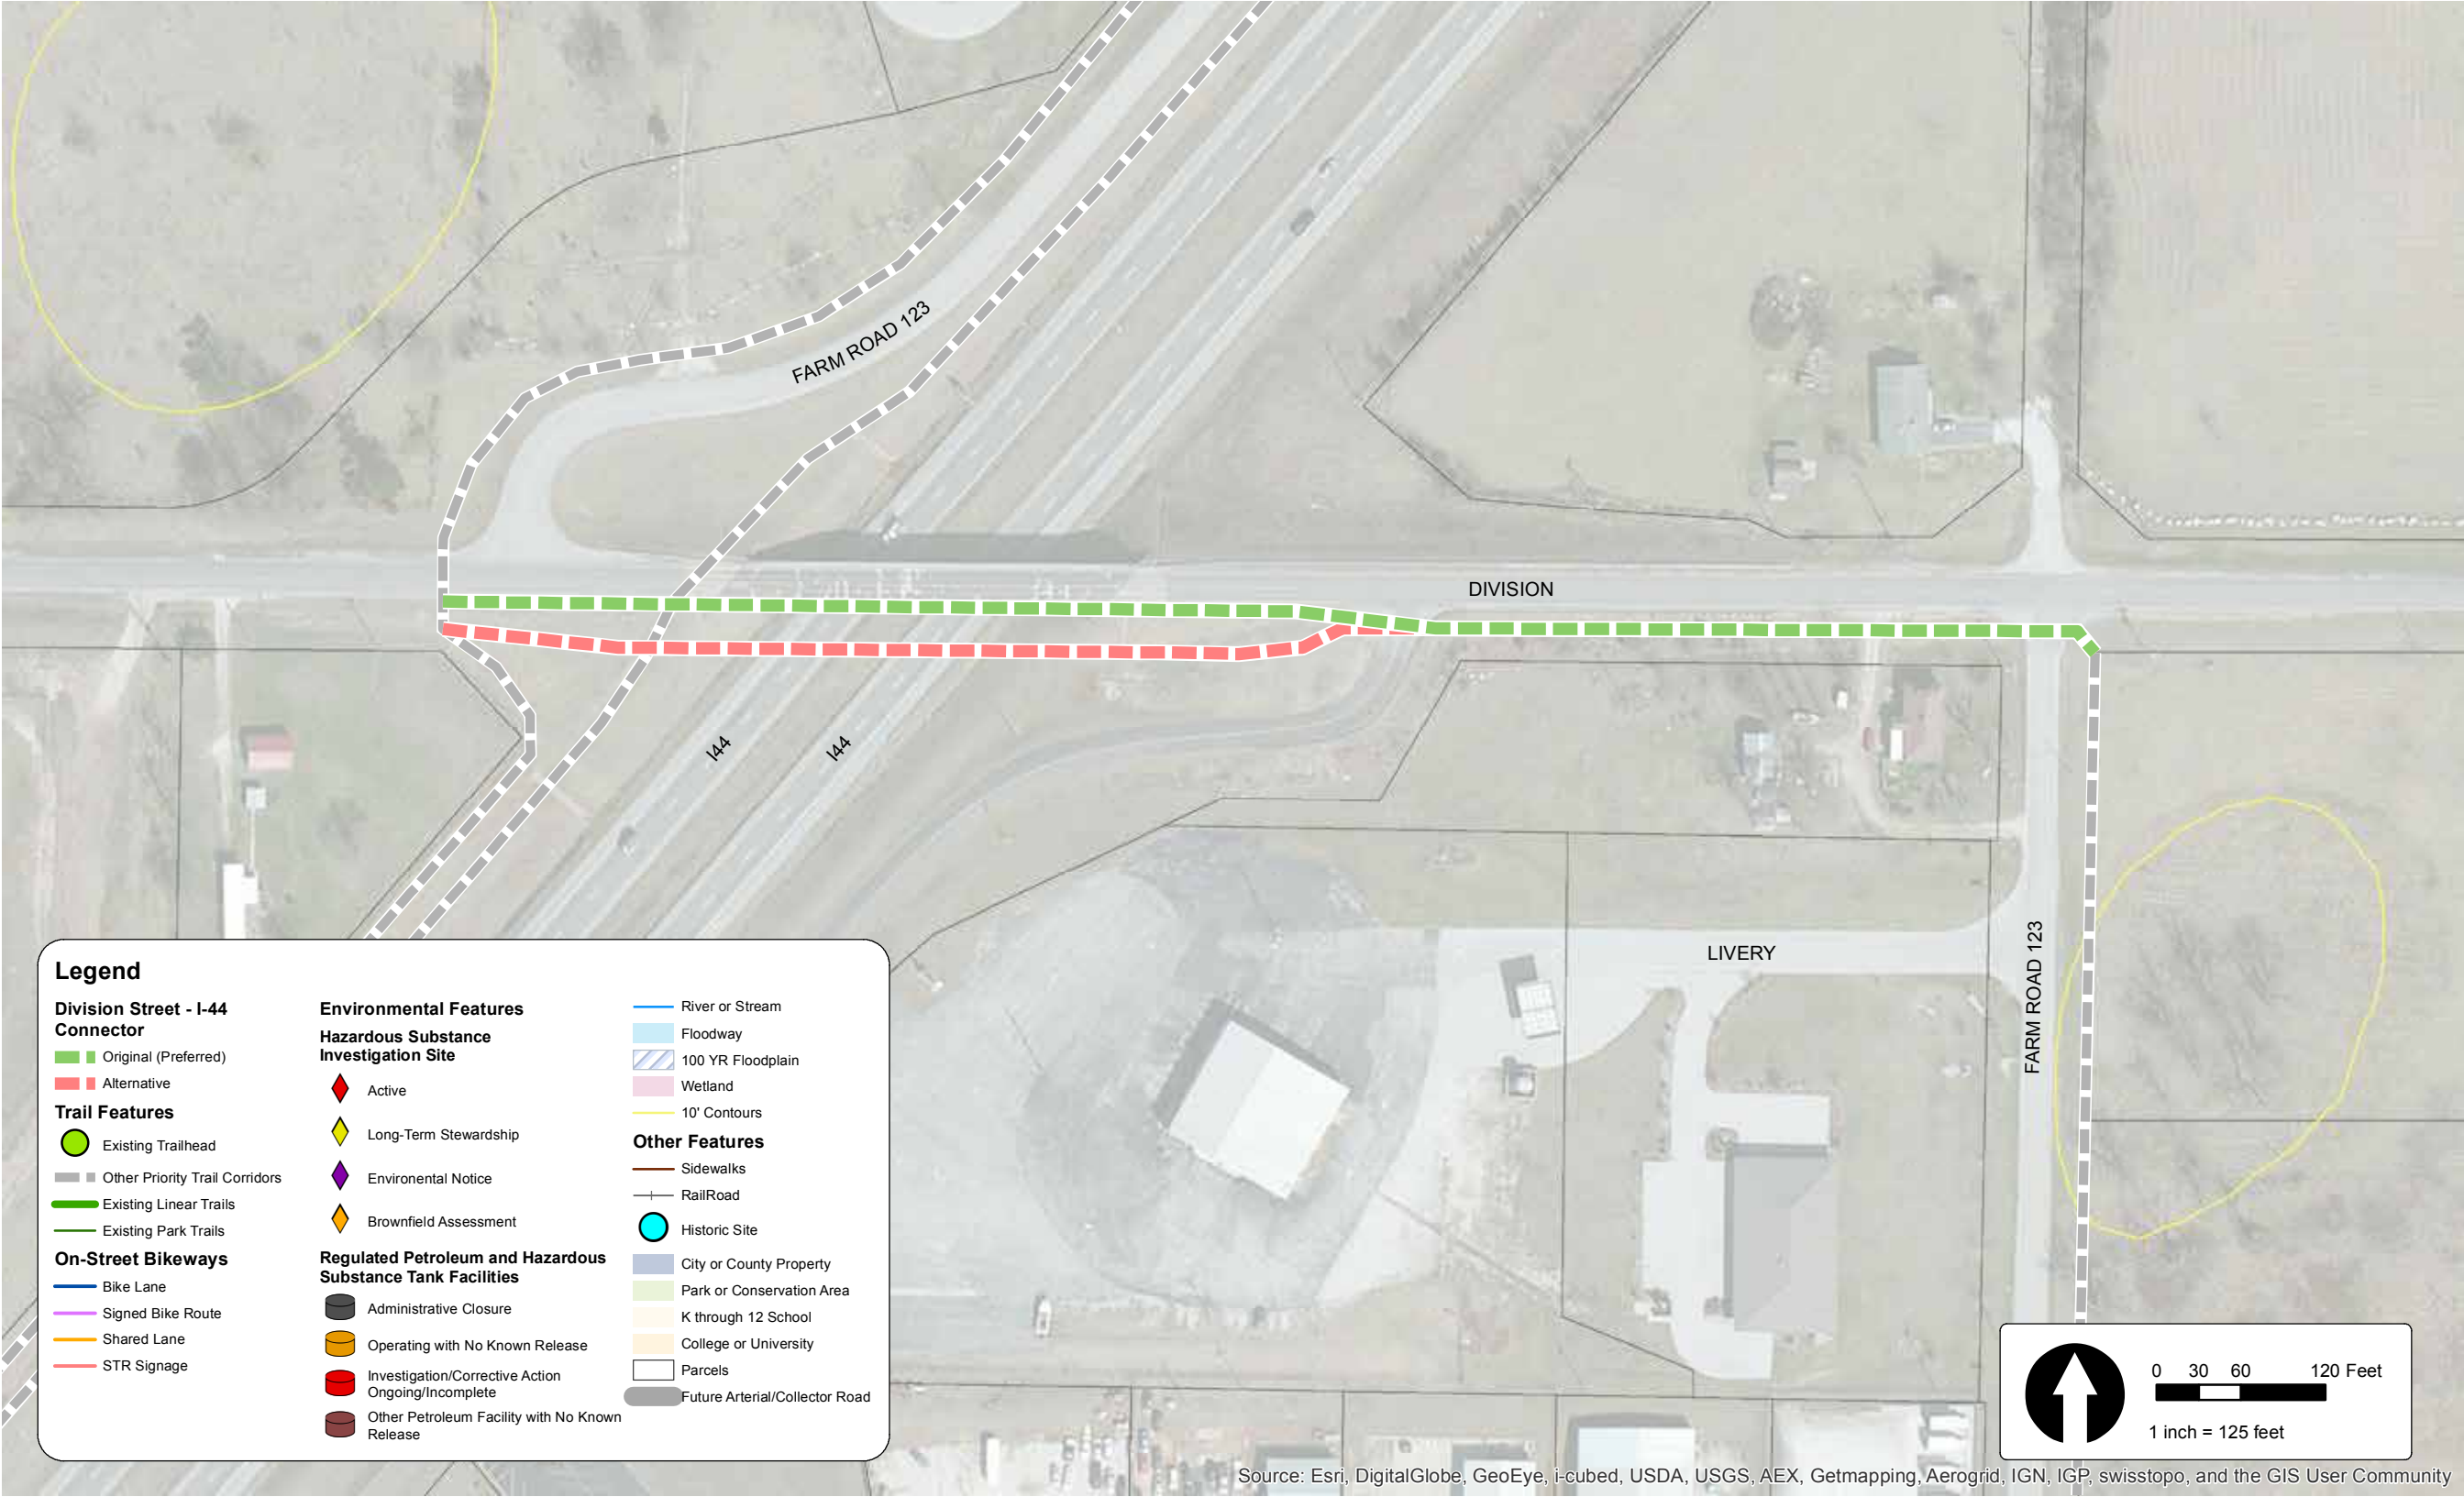 FARM ROAD 123
DIVISION
I44
I44
LIVERY
FARM ROAD 123
Legend
Division Street - I-44
Connector
Original (Preferred)
Alternative
Trail Features
Existing Trailhead
Other Priority Trail Corridors
Existing Linear Trails
Existing Park Trails
On-Street Bikeways
Bike Lane
Signed Bike Route
Shared Lane
STR Signage
Environmental Features
Hazardous Substance
Investigation Site
Active
Long-Term Stewardship
Environental Notice
Brownfield Assessment
Regulated Petroleum and Hazardous
Substance Tank Facilities
Administrative Closure
Operating with No Known Release
Investigation/Corrective Action
Ongoing/Incomplete
Other Petroleum Facility with No Known
Release
River or Stream
Floodway
100 YR Floodplain
Wetland
10' Contours
Other Features
Sidewalks
RailRoad
Historic Site
City or County Property
Park or Conservation Area
K through 12 School
College or University
Parcels
Future Arterial/Collector Road
0 30 60 120 Feet
1 inch = 125 feet
Source: Esri, DigitalGlobe, GeoEye, i-cubed, USDA, USGS, AEX, Getmapping, Aerogrid, IGN, IGP, swisstopo, and the GIS User Community